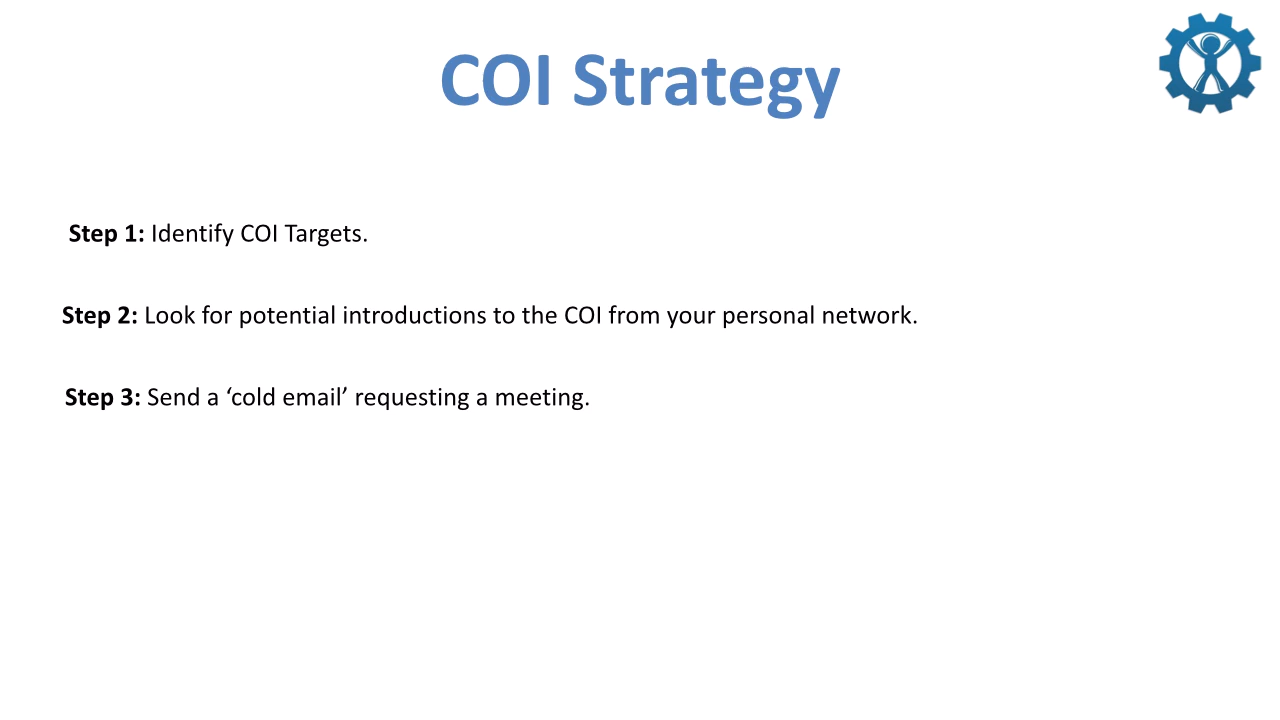 COI Strategy
Step 1: Identify COI Targets.
Step 2: Look for potential introductions to the COI from your personal network.
Step 3: Send a ‘cold email’ requesting a meeting.